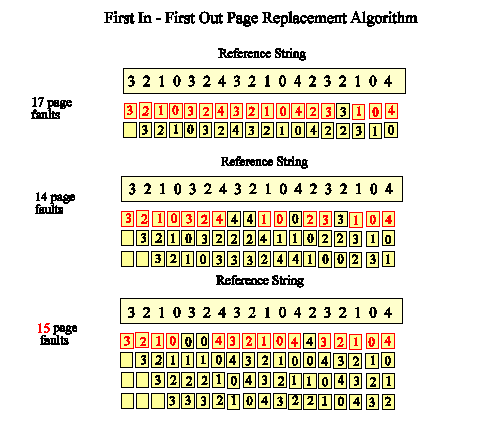 First In - First Out Page Replacement Algorithm
Reference String
3 2 1 0 3 2 4 3 2 1 0 4 2 3 2 1 0 4
17 page
faults
3 2 1 0 3 2 4 3 2 1 0 4 2 3 3 1 0 4
3 2 1 0 3 2 4 3 2 1 0 4 2 2 3 1 0
Reference String
3 2 1 0 3 2 4 3 2 1 0 4 2 3 2 1 0 4
14 page
faults
3 2 1 0 3 2 4 4 4 1 0 0 2 3 3 1 0 4
3 2 1 0 3 2 2 2 4 1 1 0 2 2 3 1 0
3 2 1 0 3 3 3 2 4 4 1 0 0 2 3 1
Reference String
3 2 1 0 3 2 4 3 2 1 0 4 2 3 2 1 0 4
15 page
faults
3 2 1 0 0 0 4 3 2 1 0 4 4 3 2 1 0 4
3 2 1 1 1 0 4 3 2 1 0 0 4 3 2 1 0
3 2 2 2 1 0 4 3 2 1 1 0 4 3 2 1
3 3 3 2 1 0 4 3 2 2 1 0 4 3 2